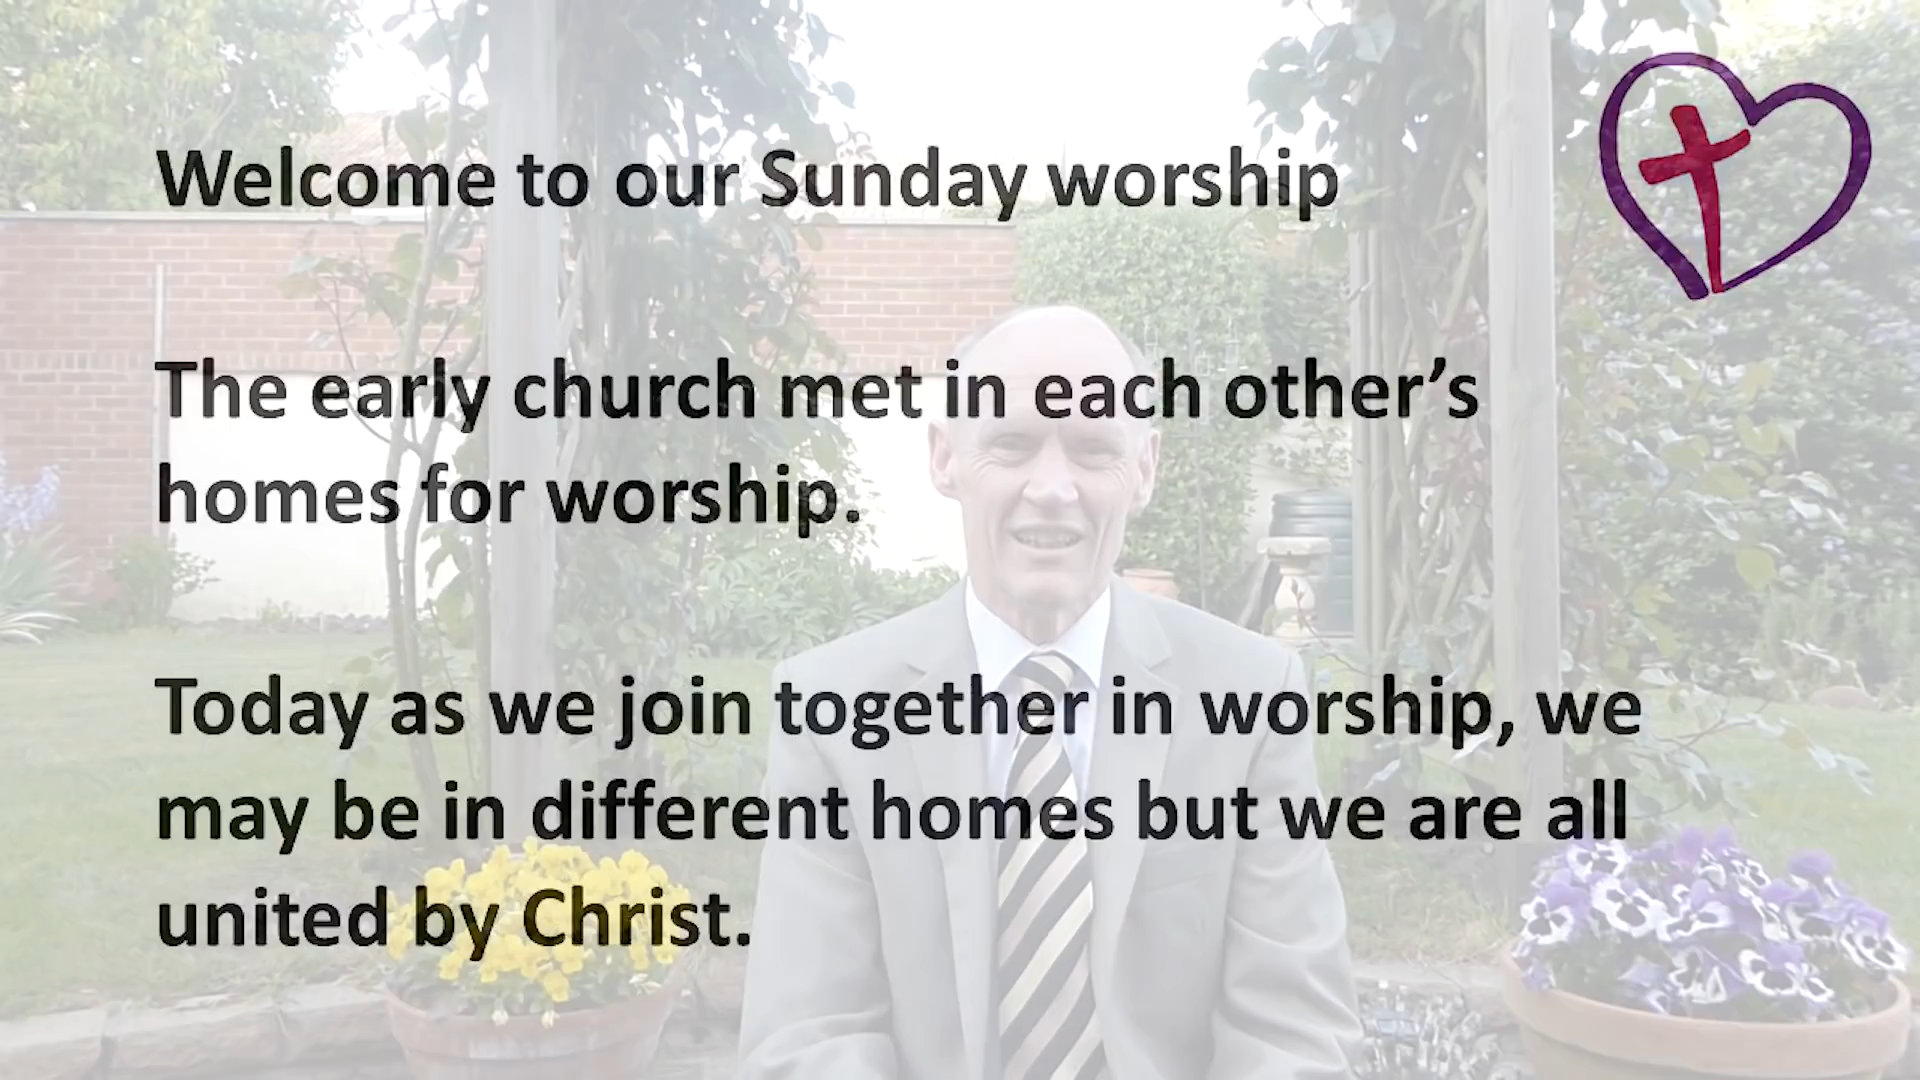 Welcome to our Sunday worship
The early church met in each other’s
homes for worship.
Today as we join together in worship, we
may be in different homes but we are all
united by Christ.